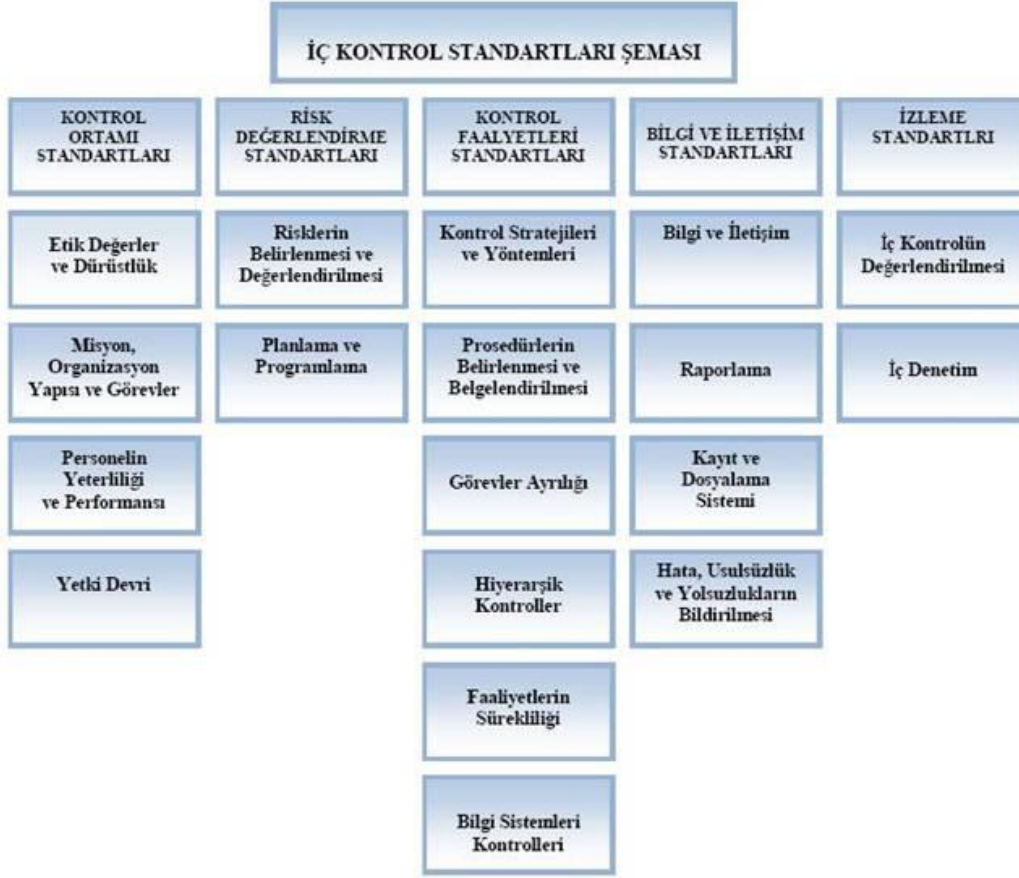 İÇ KONTROL STANDARTLARI ŞEMASI
KONTROL
ORTAMI
STANDARTLARI
RİSK
DEĞERLENDİRME
STANDARTLARI
KONTROL
FAALYETLERİ
STANDARTLARI
BİLGİ VE İLETİŞİM
STANDARTLARI
İZLEME
STANDARTLRI
Etik Değerler
ve Dürüstlük
Risklerin
Belirlenmesi ve
Değerlendirilmesi
Kontrol Stratejileri
ve Yöntemleri
Bilgi ve İletişim
İç Kontrolün
Değerlendirilmesi
Misyon,
Organizasyon
Yapısı ve Görevler
Planlama ve
Programlama
Prosedürlerin
Belirlenmesi ve
Belgelendirilmesi
Raporlama
İç Denetim
Personelin
Yeterliliği
ve Performansı
Görevler Ayrılığı
Kayıt ve
Dosyalama
Sistemi
Yetki Devri
Hiyerarşik
Kontroller
Hata, Usulsüzlük
ve Yolsuzlukların
Bildirilmesi
Faaliyetlerin
Sürekliliği
Bilgi Sistemleri
Kontrolleri